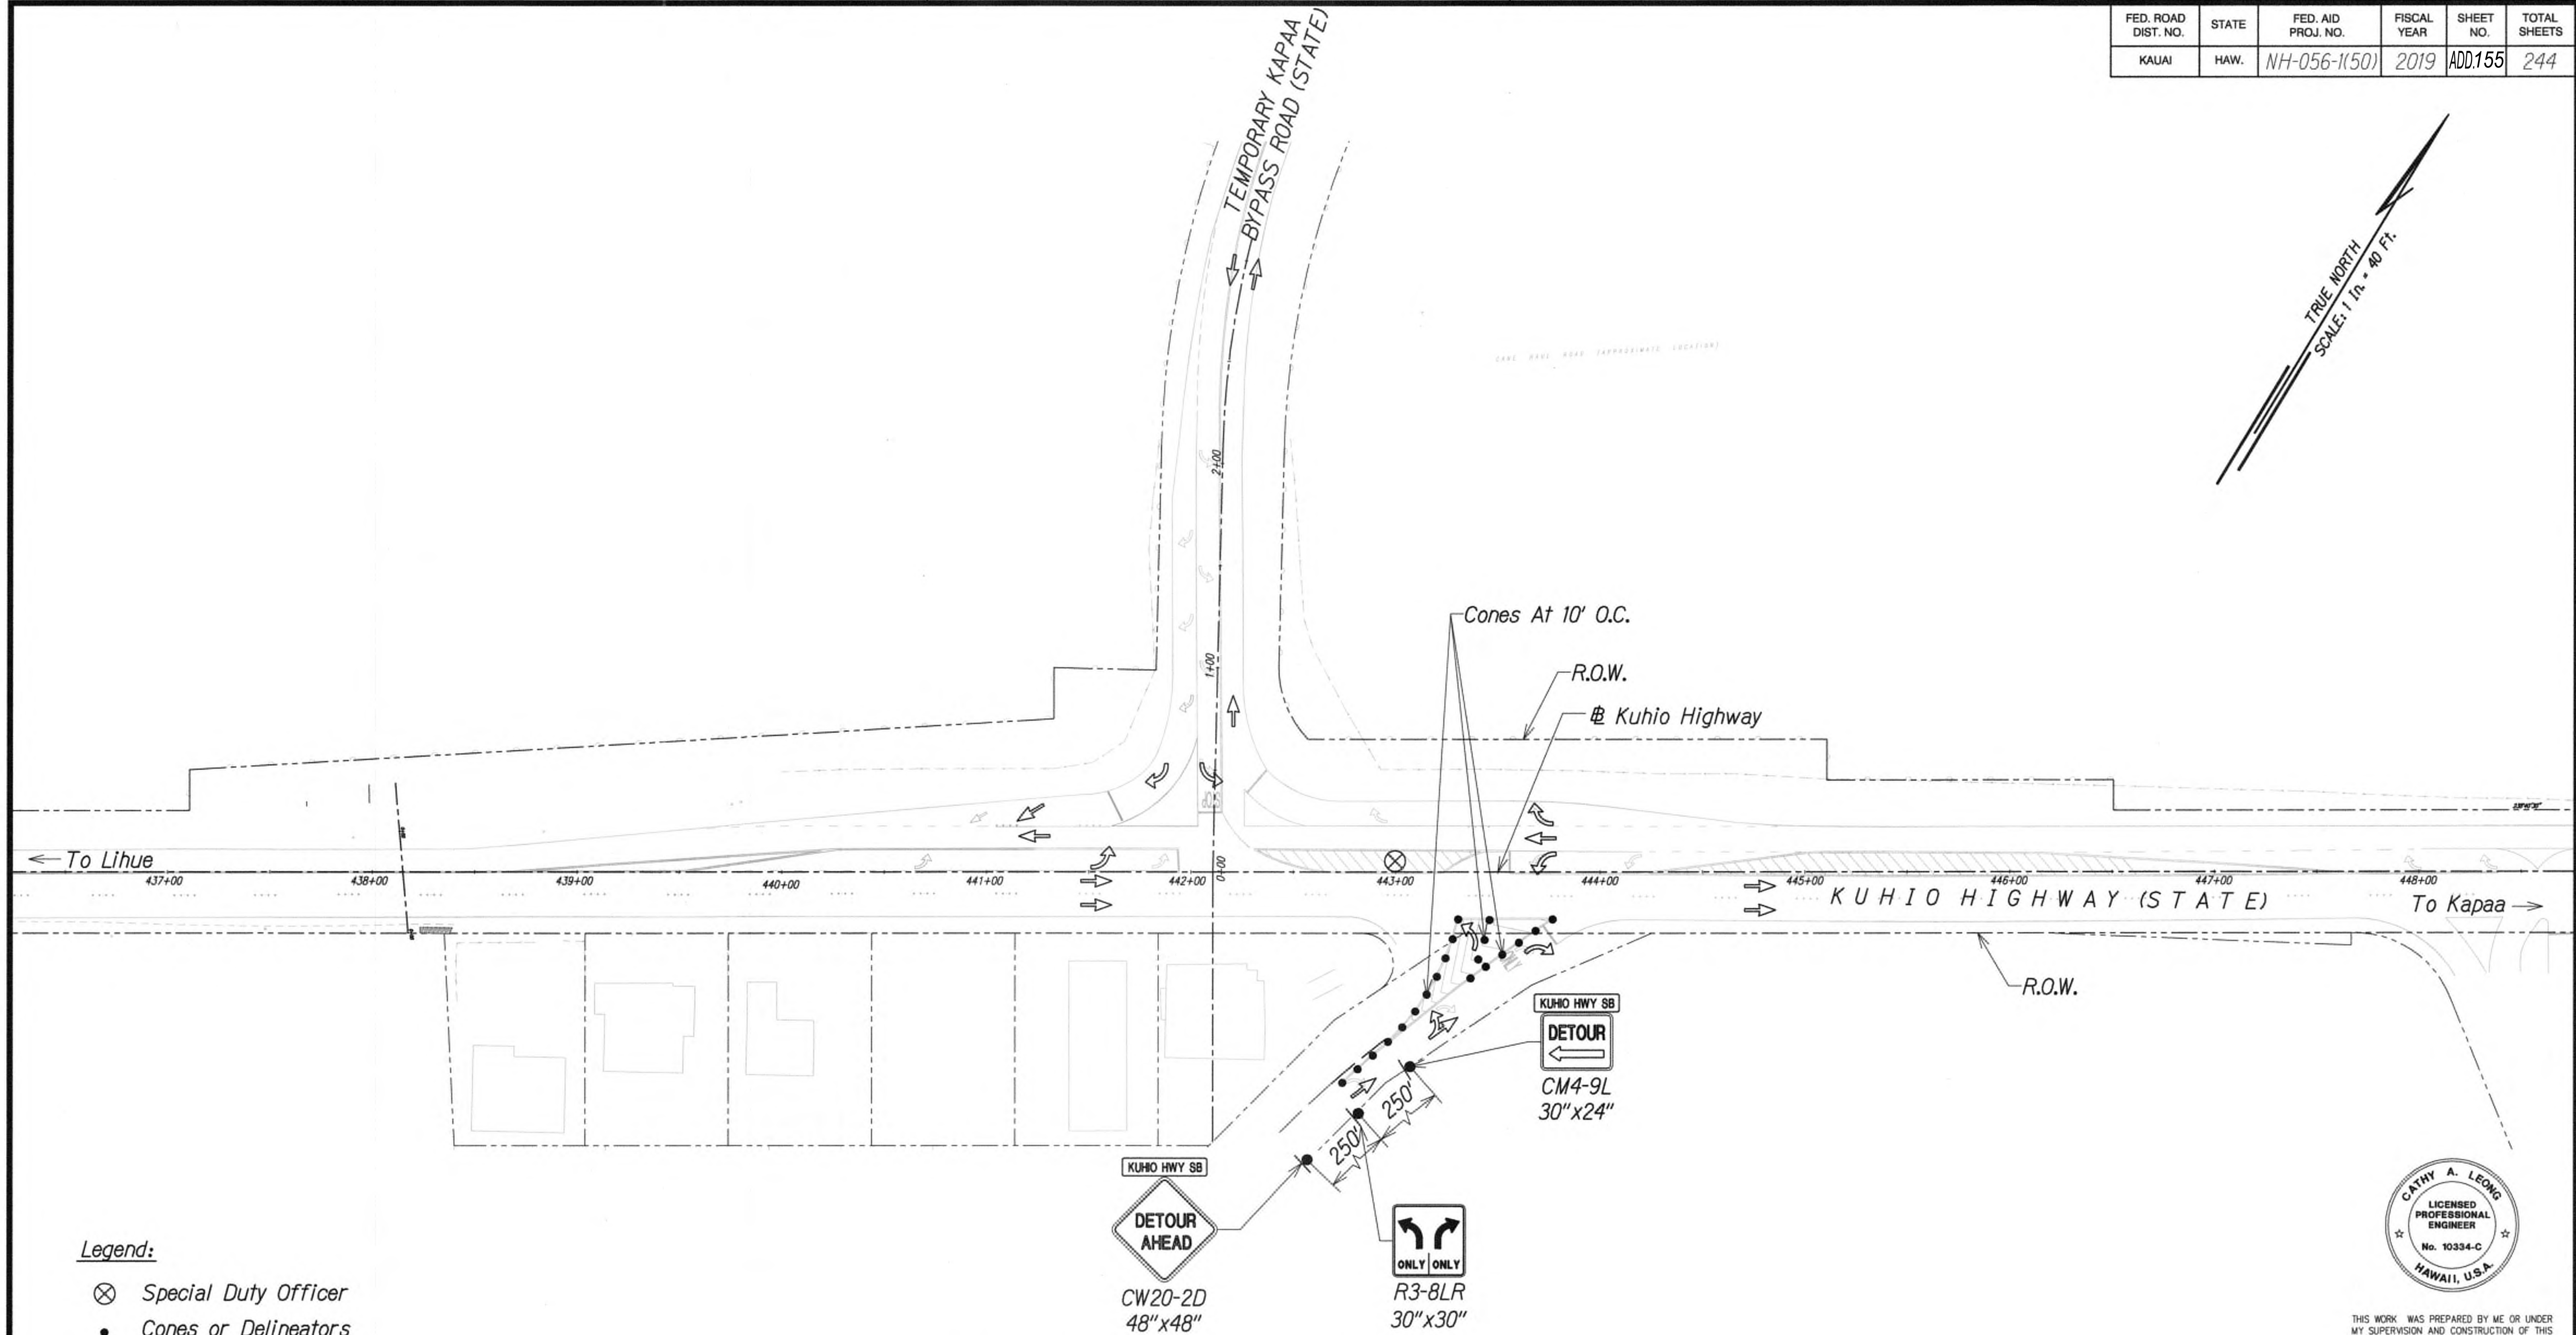 FED. ROAD DIST. NO.
STATE
FED. AID PROJ. NO.
FISCAL YEAR
SHEET NO.
TOTAL SHEETS
KAUAI
HAW.
NH-056-1(50)
2019
ADD.155
244
TEMPORARY KAPAA
BYPASS ROAD (STATE)
TRUE NORTH
SCALE: 1 In. = 40 Ft.
CANE HAUL ROAD (APPROXIMATE LOCATION)
2+00
1+00
0+00
Cones At 10' O.C.
R.O.W.
Kuhio Highway
To Lihue
437+00
438+00
439+00
440+00
441+00
442+00
443+00
444+00
445+00
446+00
447+00
448+00
KUHIO HIGHWAY (STATE)
To Kapaa
R.O.W.
KUHIO HWY SB
DETOUR
CM4-9L
30"x24"
250'
250'
KUHIO HWY SB
DETOUR
AHEAD
CW20-2D
48"x48"
ONLY ONLY
R3-8LR
30"x30"
Legend:
Special Duty Officer
Cones or Delineators
CATHY A. LEONG
LICENSED
PROFESSIONAL
ENGINEER
No. 10334-C
HAWAII, U.S.A.
THIS WORK WAS PREPARED BY ME OR UNDER
MY SUPERVISION AND CONSTRUCTION OF THIS